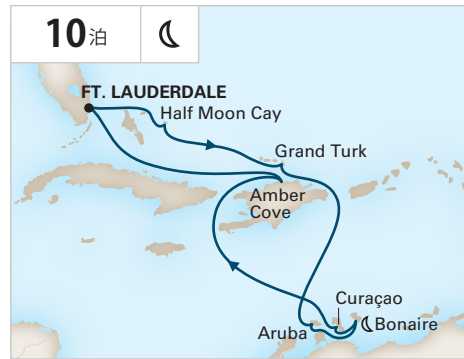 10泊
FT. LAUDERDALE
Half Moon Cay
Grand Turk
Amber
Cove
Curaçao
Bonaire
Aruba